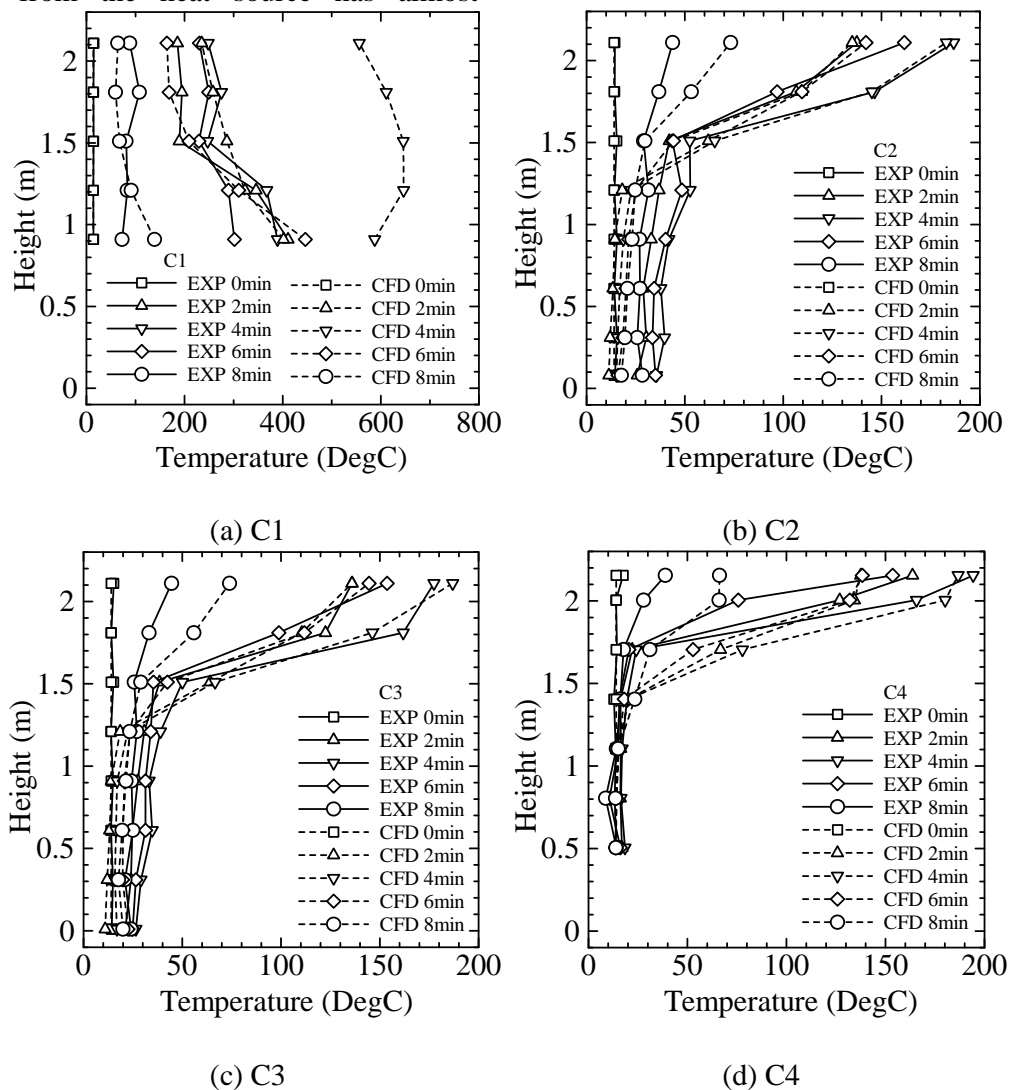 from the heat source has almost
2
1.5
1
0.5
0
Height (m)
C1
EXP 0min
EXP 2min
EXP 4min
EXP 6min
EXP 8min
CFD 0min
CFD 2min
CFD 4min
CFD 6min
CFD 8min
0 200 400 600 800
Temperature (DegC)
(a) C1
2
1.5
1
0.5
0
Height (m)
C2
EXP 0min
EXP 2min
EXP 4min
EXP 6min
EXP 8min
CFD 0min
CFD 2min
CFD 4min
CFD 6min
CFD 8min
0 50 100 150 200
Temperature (DegC)
(b) C2
2
1.5
1
0.5
0
Height (m)
C3
EXP 0min
EXP 2min
EXP 4min
EXP 6min
EXP 8min
CFD 0min
CFD 2min
CFD 4min
CFD 6min
CFD 8min
0 50 100 150 200
Temperature (DegC)
(c) C3
2
1.5
1
0.5
0
Height (m)
C4
EXP 0min
EXP 2min
EXP 4min
EXP 6min
EXP 8min
CFD 0min
CFD 2min
CFD 4min
CFD 6min
CFD 8min
0 50 100 150 200
Temperature (DegC)
(d) C4